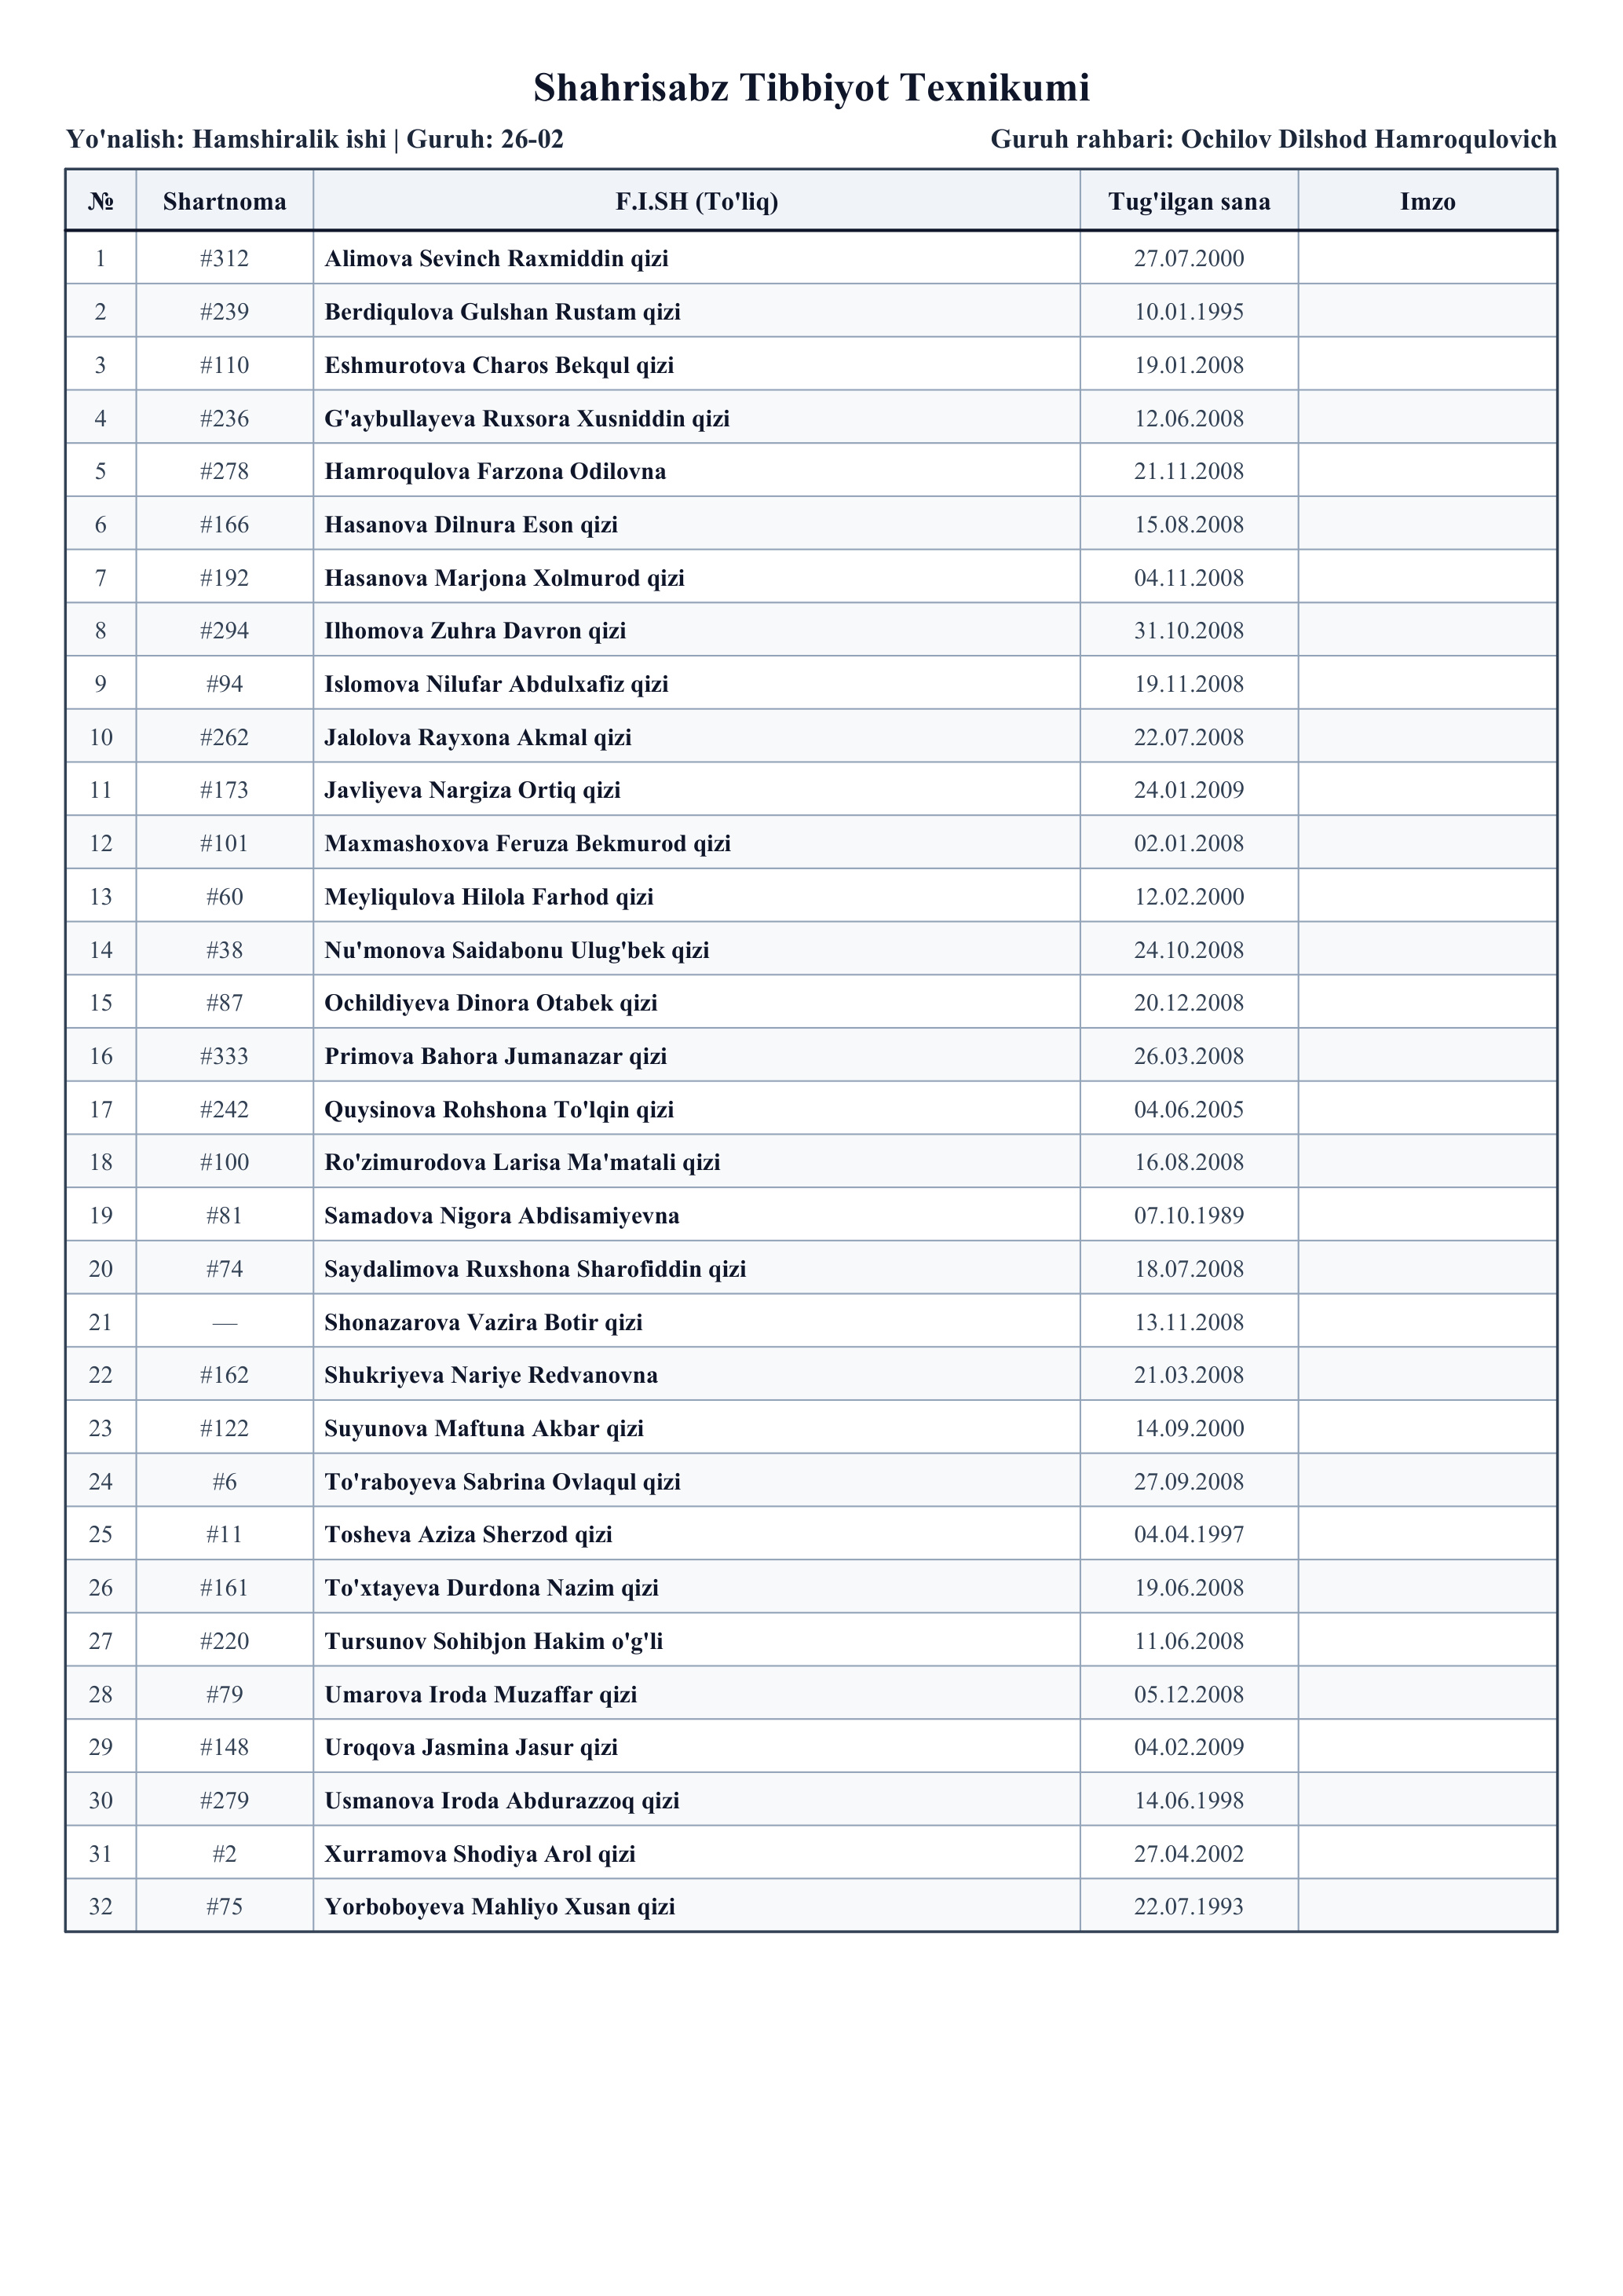 Shahrisabz Tibbiyot Texnikumi
Yo'nalish: Hamshiralik ishi | Guruh: 26-02 Guruh rahbari: Ochilov Dilshod Hamroqulovich
№ Shartnoma F.I.SH (To'liq) Tug'ilgan sana Imzo
1 #312 Alimova Sevinch Raxmiddin qizi 27.07.2000
2 #239 Berdiqulova Gulshan Rustam qizi 10.01.1995
3 #110 Eshmurotova Charos Bekqul qizi 19.01.2008
4 #236 G'aybullayeva Ruxsora Xusniddin qizi 12.06.2008
5 #278 Hamroqulova Farzona Odilovna 21.11.2008
6 #166 Hasanova Dilnura Eson qizi 15.08.2008
7 #192 Hasanova Marjona Xolmurod qizi 04.11.2008
8 #294 Ilhomova Zuhra Davron qizi 31.10.2008
9 #94 Islomova Nilufar Abdulxafiz qizi 19.11.2008
10 #262 Jalolova Rayxona Akmal qizi 22.07.2008
11 #173 Javliyeva Nargiza Ortiq qizi 24.01.2009
12 #101 Maxmashoxova Feruza Bekmurod qizi 02.01.2008
13 #60 Meyliqulova Hilola Farhod qizi 12.02.2000
14 #38 Nu'monova Saidabonu Ulug'bek qizi 24.10.2008
15 #87 Ochildiyeva Dinora Otabek qizi 20.12.2008
16 #333 Primova Bahora Jumanazar qizi 26.03.2008
17 #242 Quysinova Rohshona To'lqin qizi 04.06.2005
18 #100 Ro'zimurodova Larisa Ma'matali qizi 16.08.2008
19 #81 Samadova Nigora Abdisamiyevna 07.10.1989
20 #74 Saydalimova Ruxshona Sharofiddin qizi 18.07.2008
21 — Shonazarova Vazira Botir qizi 13.11.2008
22 #162 Shukriyeva Nariye Redvanovna 21.03.2008
23 #122 Suyunova Maftuna Akbar qizi 14.09.2000
24 #6 To'raboyeva Sabrina Ovlaqul qizi 27.09.2008
25 #11 Tosheva Aziza Sherzod qizi 04.04.1997
26 #161 To'xtayeva Durdona Nazim qizi 19.06.2008
27 #220 Tursunov Sohibjon Hakim o'g'li 11.06.2008
28 #79 Umarova Iroda Muzaffar qizi 05.12.2008
29 #148 Uroqova Jasmina Jasur qizi 04.02.2009
30 #279 Usmanova Iroda Abdurazzoq qizi 14.06.1998
31 #2 Xurramova Shodiya Arol qizi 27.04.2002
32 #75 Yorboboyeva Mahliyo Xusan qizi 22.07.1993